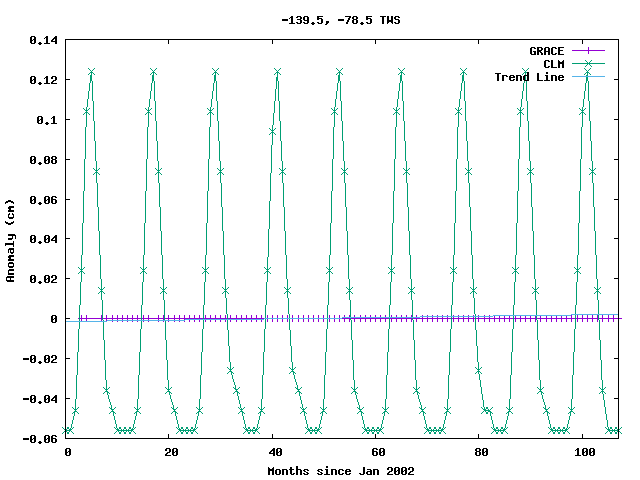 -139.5, -78.5 TWS
GRACE
CLM
Trend Line
0.14
0.12
0.1
0.08
0.06
0.04
0.02
0
-0.02
-0.04
-0.06
Anomaly (cm)
0 20 40 60 80 100
Months since Jan 2002